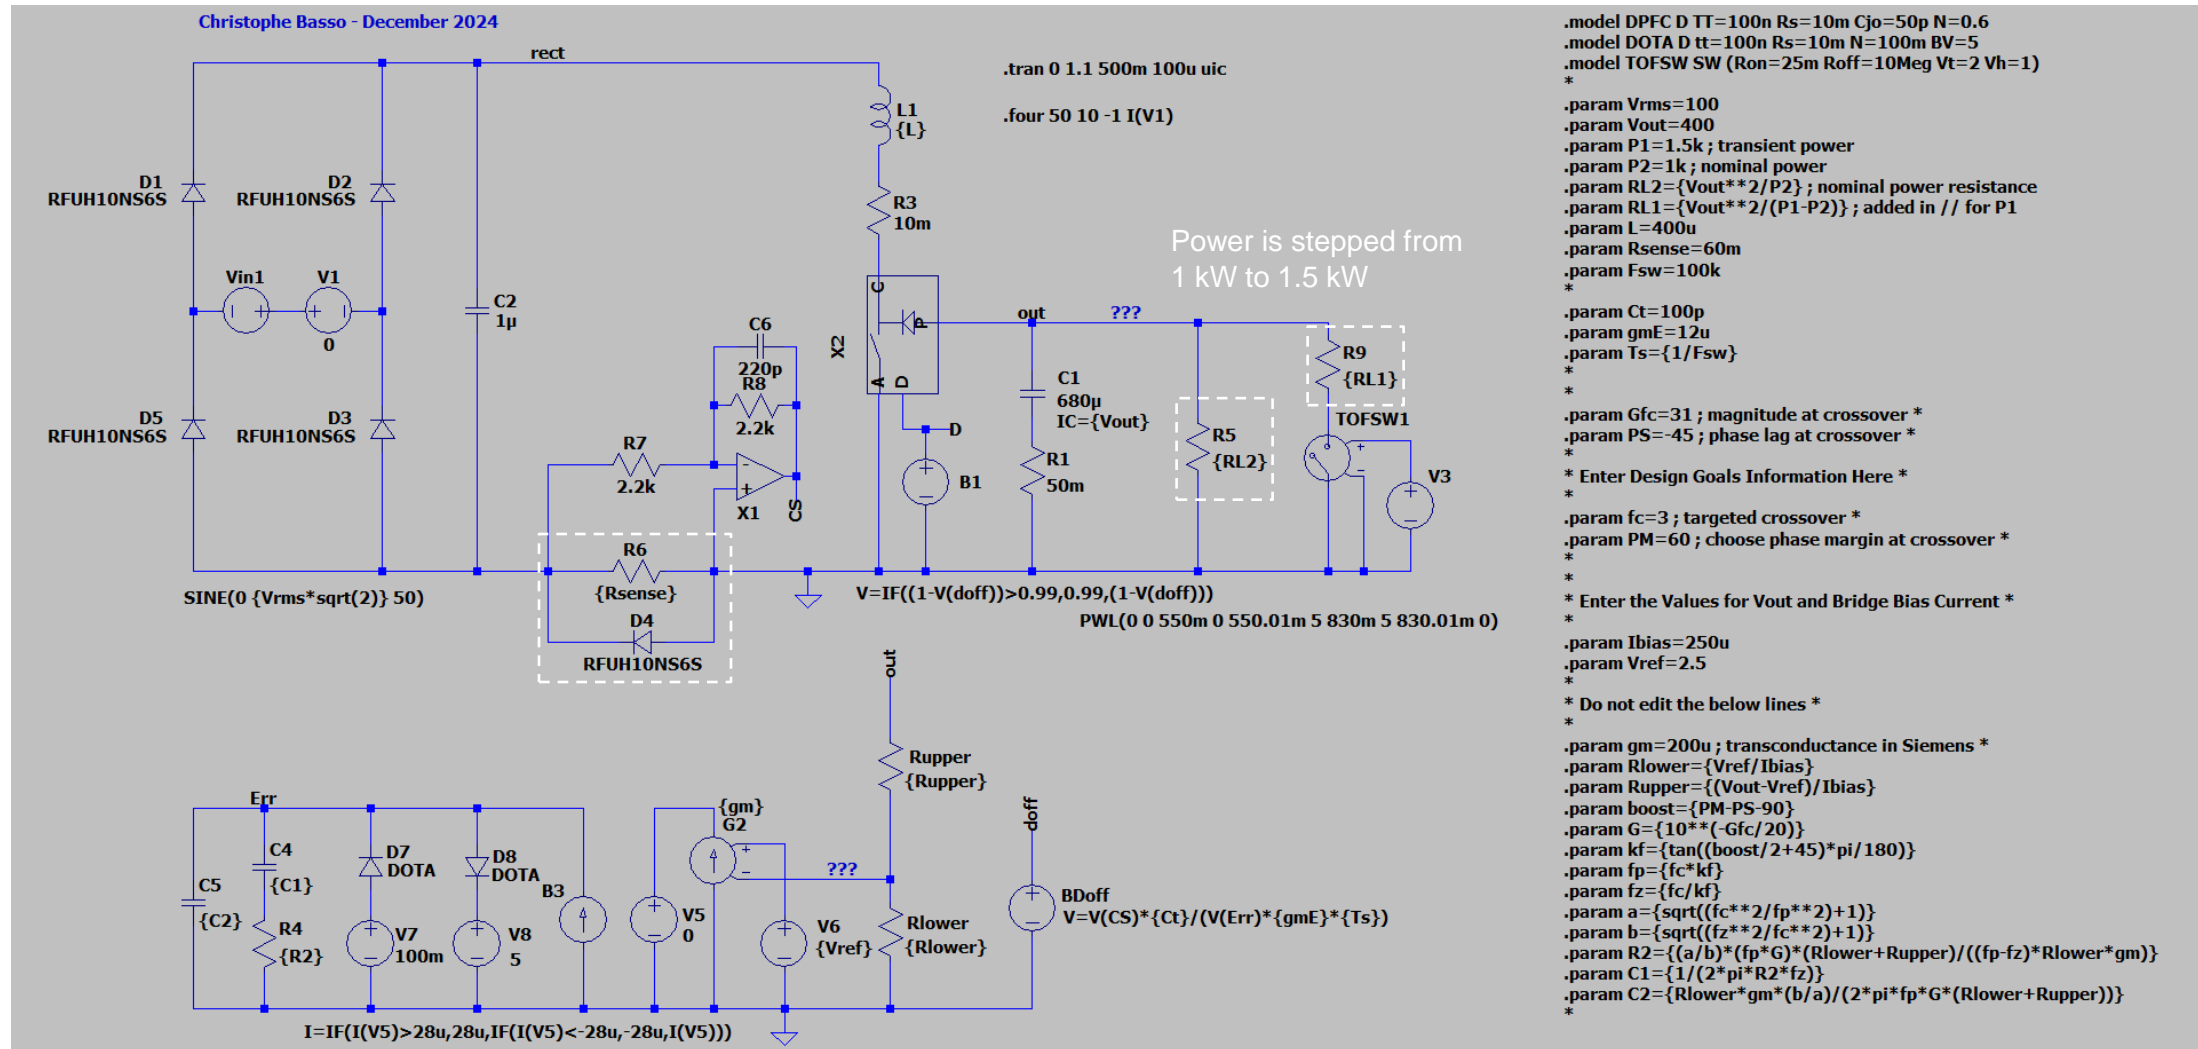 Christophe Basso - December 2024
rect
.tran 0 1.1 500m 100u uic
.four 50 10 -1 I(V1)
L1
{L}
D1
RFUH10NS6S
D2
RFUH10NS6S
R3
10m
Power is stepped from
1 kW to 1.5 kW
Vin1
V1
0
C2
1µ
C
P
A
D
X2
out
???
C6
220p
R8
2.2k
R9
{RL1}
C1
680µ
IC={Vout}
TOFSW1
D5
RFUH10NS6S
D3
RFUH10NS6S
R7
2.2k
D
R5
{RL2}
R1
50m
B1
V3
X1
CS
R6
{Rsense}
SINE(0 {Vrms*sqrt(2)} 50)
V=IF((1-V(doff))>0.99,0.99,(1-V(doff)))
D4
RFUH10NS6S
PWL(0 0 550m 0 550.01m 5 830m 5 830.01m 0)
out
Rupper
{Rupper}
Err
{gm}
G2
doff
C4
{C1}
D7
DOTA
D8
DOTA
???
C5
{C2}
B3
R4
{R2}
V7
100m
V8
5
V5
0
V6
{Vref}
Rlower
{Rlower}
BDoff
V=V(CS)*{Ct}/(V(Err)*{gmE}*{Ts})
I=IF(I(V5)>28u,28u,IF(I(V5)<-28u,-28u,I(V5)))
.model DPFC D TT=100n Rs=10m Cjo=50p N=0.6
.model DOTA D tt=100n Rs=10m N=100m BV=5
.model TOFSW SW (Ron=25m Roff=10Meg Vt=2 Vh=1)
*
.param Vrms=100
.param Vout=400
.param P1=1.5k ; transient power
.param P2=1k ; nominal power
.param RL2={Vout**2/P2} ; nominal power resistance
.param RL1={Vout**2/(P1-P2)} ; added in // for P1
.param L=400u
.param Rsense=60m
.param Fsw=100k
*
.param Ct=100p
.param gmE=12u
.param Ts={1/Fsw}
*
*
.param Gfc=31 ; magnitude at crossover *
.param PS=-45 ; phase lag at crossover *
*
* Enter Design Goals Information Here *
*
.param fc=3 ; targeted crossover *
.param PM=60 ; choose phase margin at crossover *
*
*
* Enter the Values for Vout and Bridge Bias Current *
*
.param Ibias=250u
.param Vref=2.5
*
* Do not edit the below lines *
*
.param gm=200u ; transconductance in Siemens *
.param Rlower={Vref/Ibias}
.param Rupper={(Vout-Vref)/Ibias}
.param boost={PM-PS-90}
.param G={10**(-Gfc/20)}
.param kf={tan((boost/2+45)*pi/180)}
.param fp={fc*kf}
.param fz={fc/kf}
.param a={sqrt((fc**2/fp**2)+1)}
.param b={sqrt((fz**2/fc**2)+1)}
.param R2={(a/b)*(fp*G)*(Rlower+Rupper)/((fp-fz)*Rlower*gm)}
.param C1={1/(2*pi*R2*fz)}
.param C2={Rlower*gm*(b/a)/(2*pi*fp*G*(Rlower+Rupper))}
*